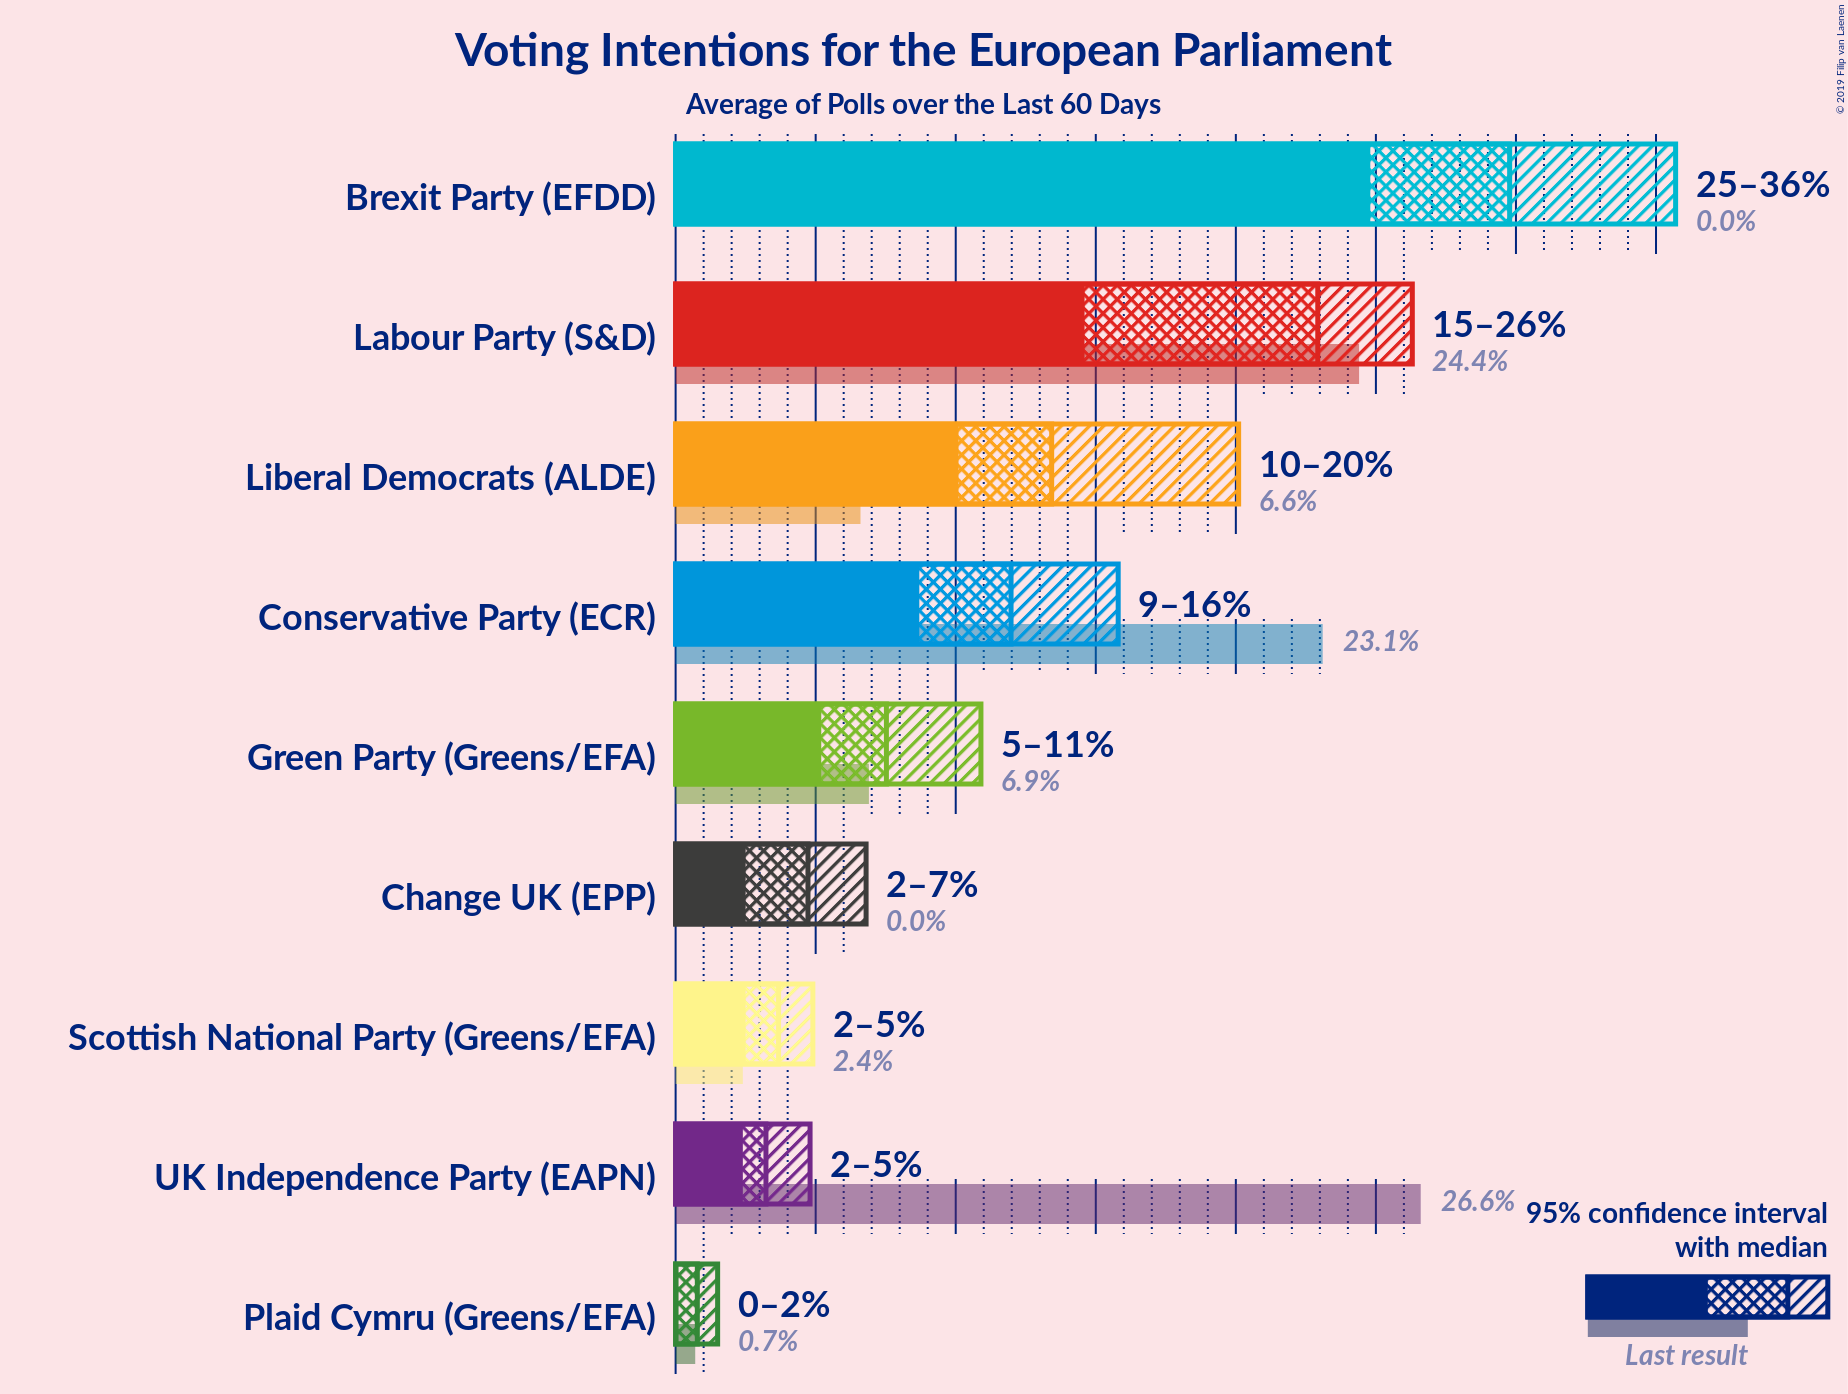 © 2019 Filip van Laenen
Voting Intentions for the European Parliament
Average of Polls over the Last 60 Days
Brexit Party (EFDD)
25–36%
0.0%
Labour Party (S&D)
15–26%
24.4%
Liberal Democrats (ALDE)
10–20%
6.6%
Conservative Party (ECR)
9–16%
23.1%
Green Party (Greens/EFA)
5–11%
6.9%
Change UK (EPP)
2–7%
0.0%
Scottish National Party (Greens/EFA)
2–5%
2.4%
UK Independence Party (EAPN)
2–5%
26.6%
Plaid Cymru (Greens/EFA)
0–2%
0.7%
95% confidence interval
with median
Last result